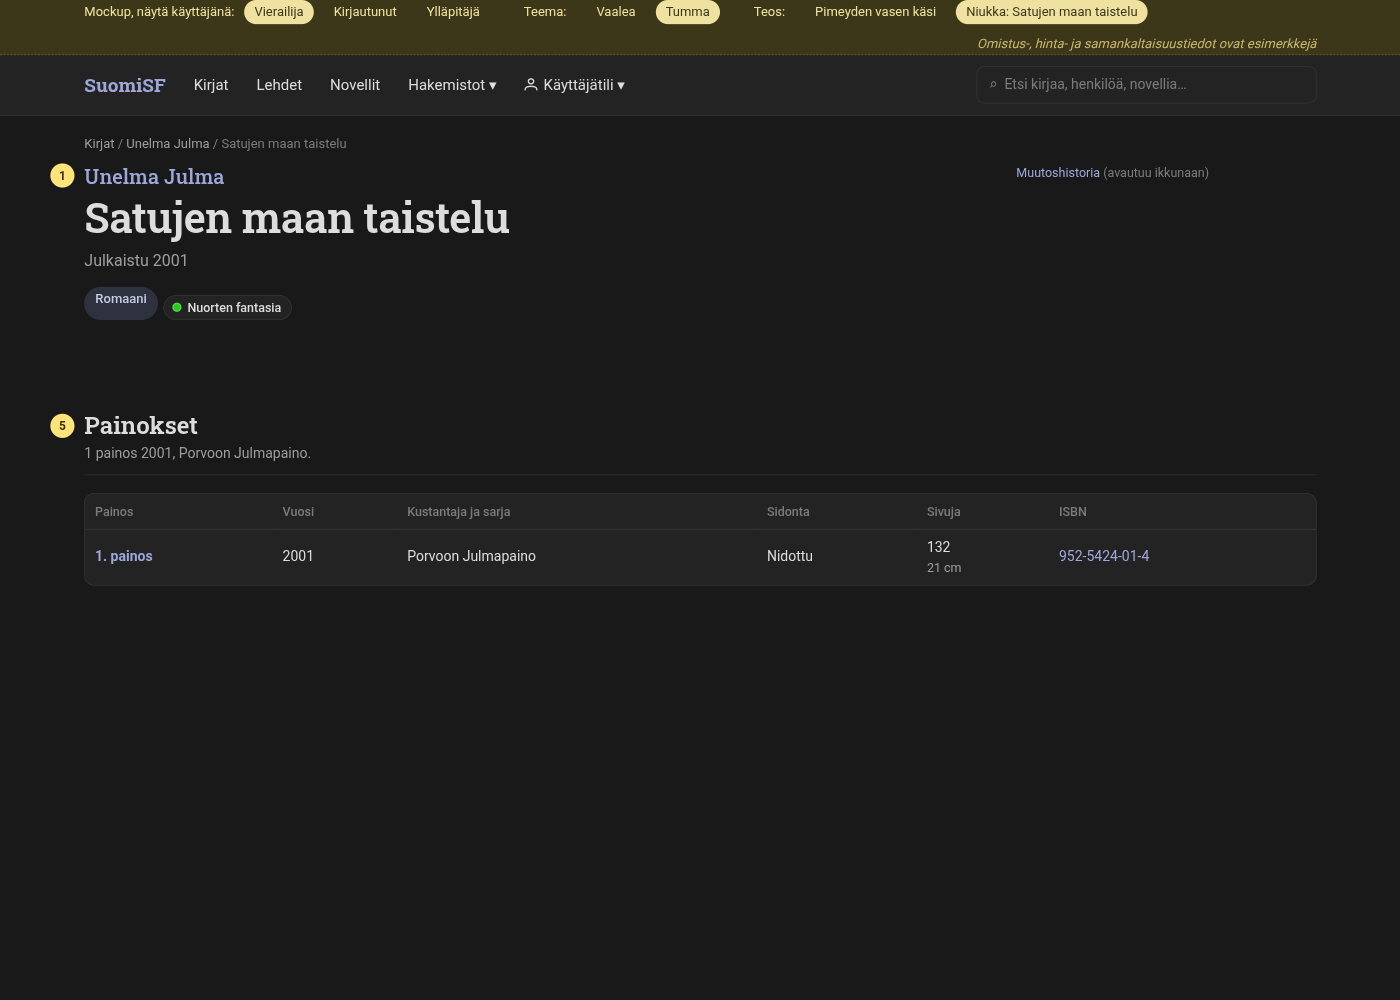 Mockup, näytä käyttäjänä: Vierailija Kirjautunut Ylläpitäjä Teema: Vaalea Tumma Teos: Pimeyden vasen käsi Niukka: Satujen maan taistelu
Omistus-, hinta- ja samankaltaisuustiedot ovat esimerkkejä
SuomiSF Kirjat Lehdet Novellit Hakemistot ▾ Käyttäjätili ▾ Etsi kirjaa, henkilöä, novellia…
Kirjat / Unelma Julma / Satujen maan taistelu
1 Unelma Julma
Muutoshistoria (avautuu ikkunaan)
Satujen maan taistelu
Julkaistu 2001
Romaani Nuorten fantasia
5 Painokset
1 painos 2001, Porvoon Julmapaino.
Painos Vuosi Kustantaja ja sarja Sidonta Sivuja ISBN
1. painos 2001 Porvoon Julmapaino Nidottu 132 952-5424-01-4
21 cm